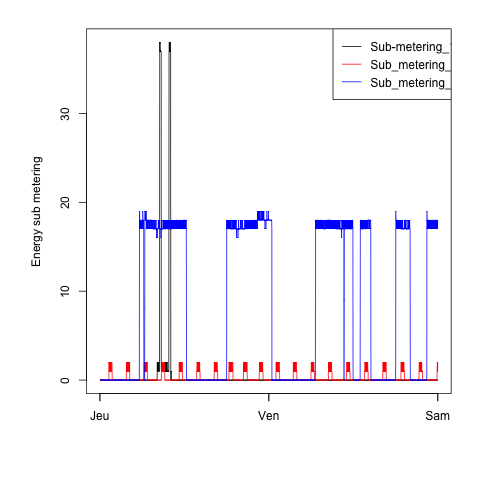 Sub-metering_
Sub_metering_
Sub_metering_
Energy sub metering
30
20
10
0
Jeu Ven Sam